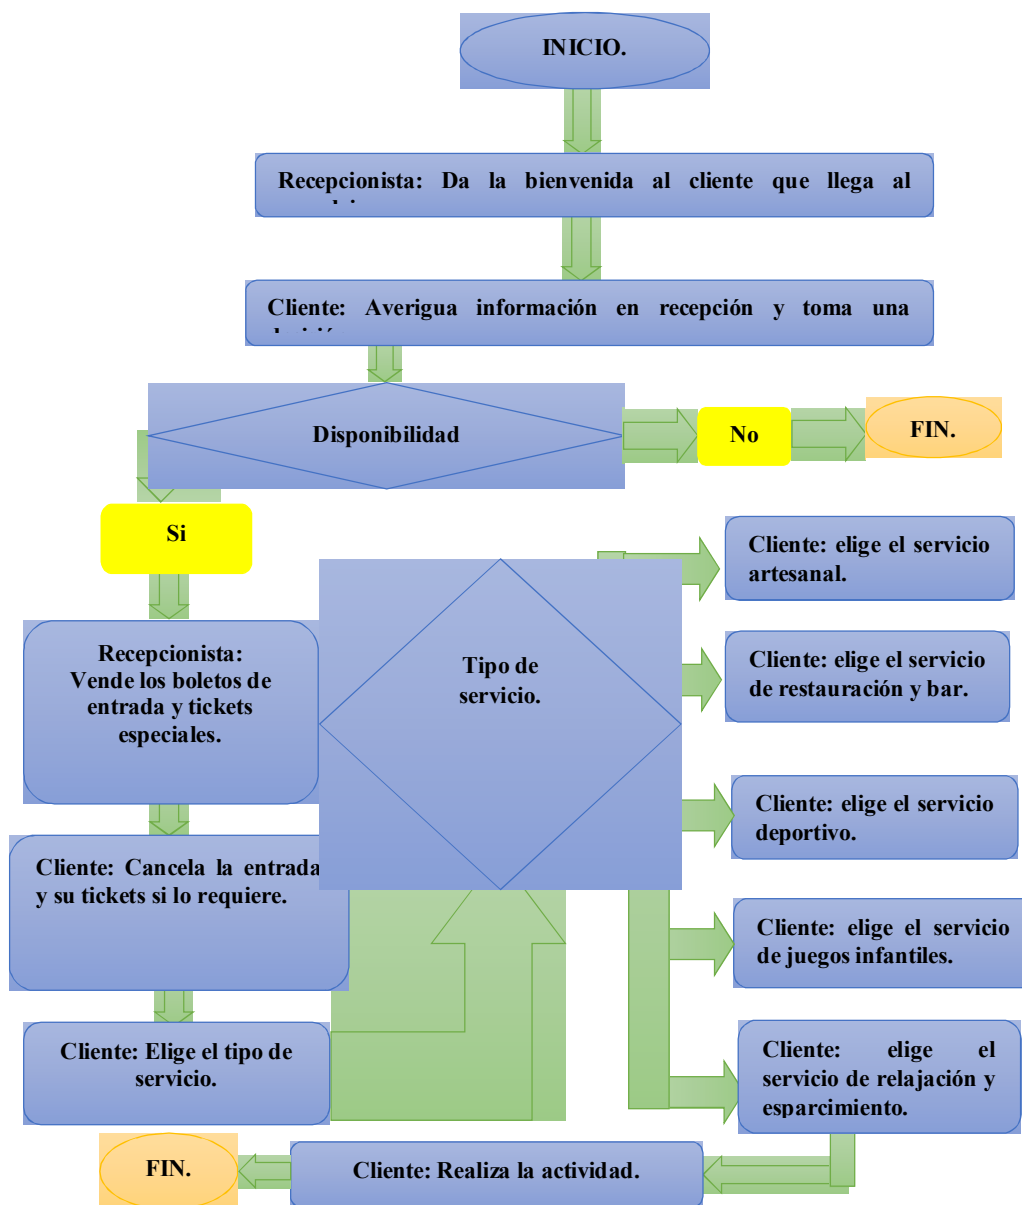 INICIO.
Recepcionista: Da la bienvenida al cliente que llega al
Cliente: Averigua información en recepción y toma una
Disponibilidad
No
FIN.
Si
Cliente: elige el servicio
artesanal.
Recepcionista:
Vende los boletos de
entrada y tickets
especiales.
Tipo de
servicio.
Cliente: elige el servicio
de restauración y bar.
Cliente: elige el servicio
deportivo.
Cliente: Cancela la entrada
y su tickets si lo requiere.
Cliente: elige el servicio
de juegos infantiles.
Cliente: Elige el tipo de
servicio.
Cliente: elige el
servicio de relajación y
esparcimiento.
Cliente: Realiza la actividad.
FIN.